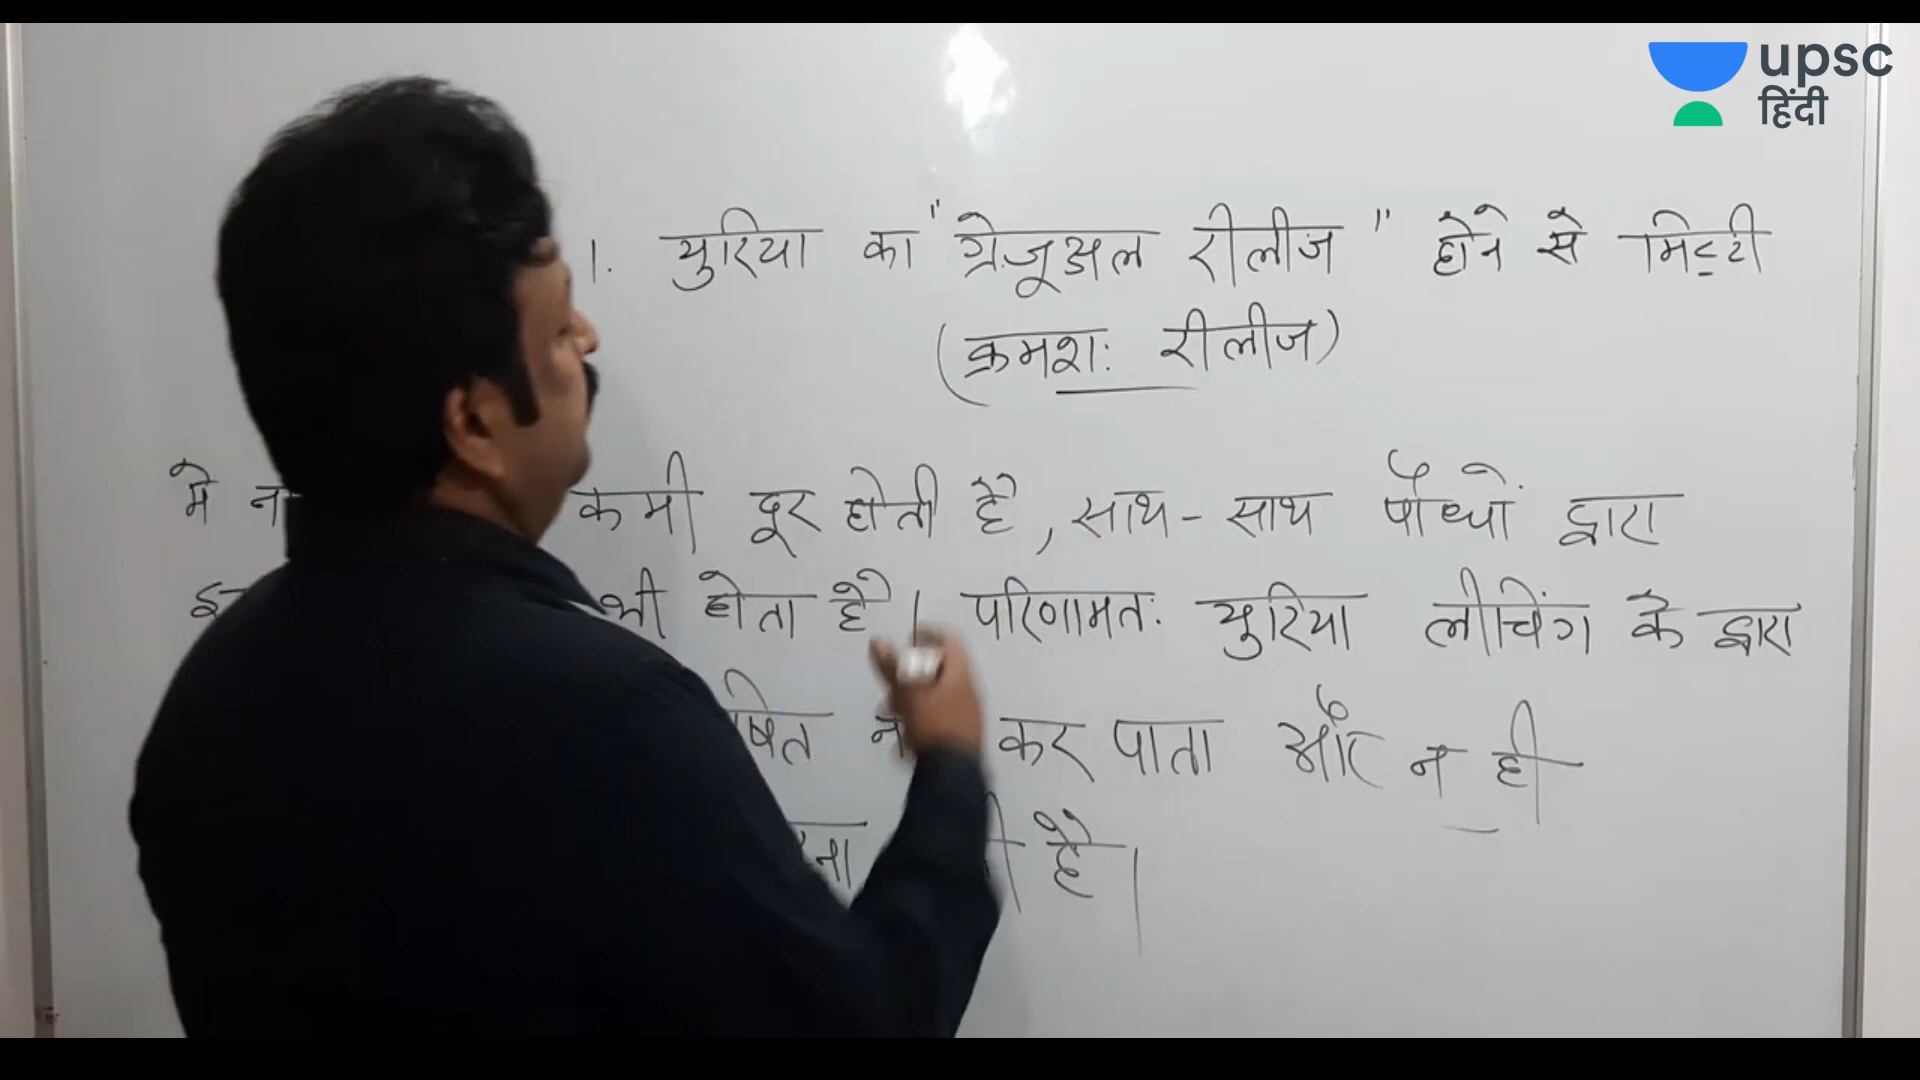 upsc
हिंदी
1. युरिया का "ग्रेजूअल रीलीज" होने से मिट्टी
(क्रमशः रीलीज)
मे कमी दूर होती है, साथ-साथ पौधों द्वारा
भी होता है। परिणामतः युरिया लीचिंग के द्वारा
कर पाता और न ही
है।